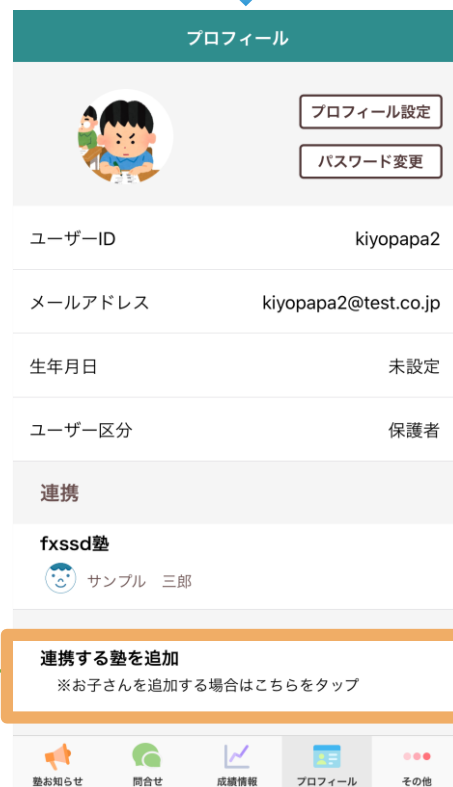 プロフィール
プロフィール設定
パスワード変更
ユーザーID kiyopapa2
メールアドレス kiyopapa2@test.co.jp
生年月日 未設定
ユーザー区分 保護者
連携
fxssd塾
サンプル 三郎
連携する塾を追加
※お子さんを追加する場合はこちらをタップ
塾お知らせ 問合せ 成績情報 プロフィール その他